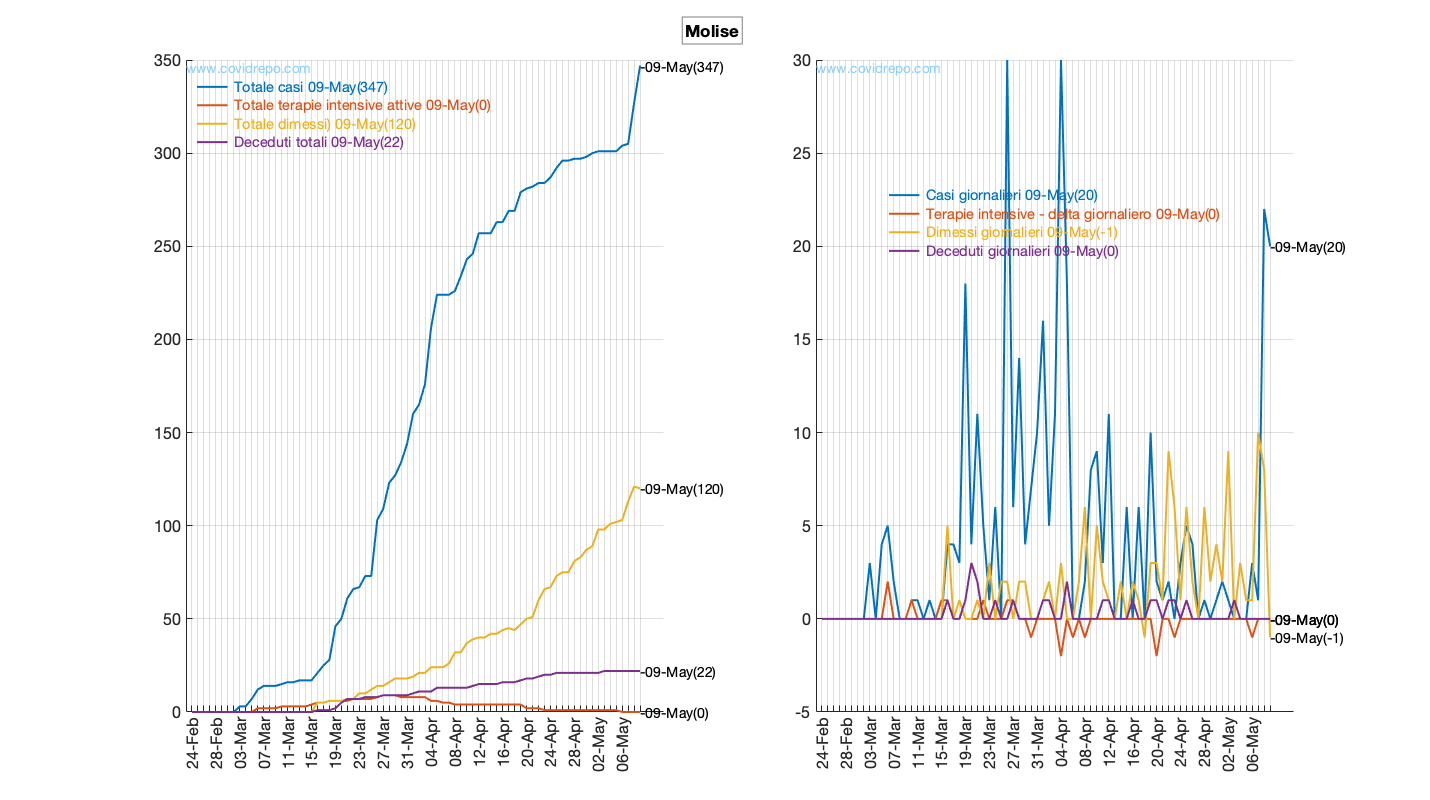 Molise
www.covidrepo.com
Totale casi 09-May(347)
Totale terapie intensive attive 09-May(0)
Totale dimessi) 09-May(120)
Deceduti totali 09-May(22)
350
300
250
200
150
100
50
0
-09-May(347)
-09-May(120)
-09-May(22)
-09-May(0)
24-Feb
28-Feb
03-Mar
07-Mar
11-Mar
15-Mar
19-Mar
23-Mar
27-Mar
31-Mar
04-Apr
08-Apr
12-Apr
16-Apr
20-Apr
24-Apr
28-Apr
02-May
06-May
www.covidrepo.com
Casi giornalieri 09-May(20)
Terapie intensive - delta giornaliero 09-May(0)
Dimessi giornalieri 09-May(-1)
Deceduti giornalieri 09-May(0)
30
25
20
15
10
5
0
-5
-09-May(20)
-09-May(0)
-09-May(-1)
24-Feb
28-Feb
03-Mar
07-Mar
11-Mar
15-Mar
19-Mar
23-Mar
27-Mar
31-Mar
04-Apr
08-Apr
12-Apr
16-Apr
20-Apr
24-Apr
28-Apr
02-May
06-May